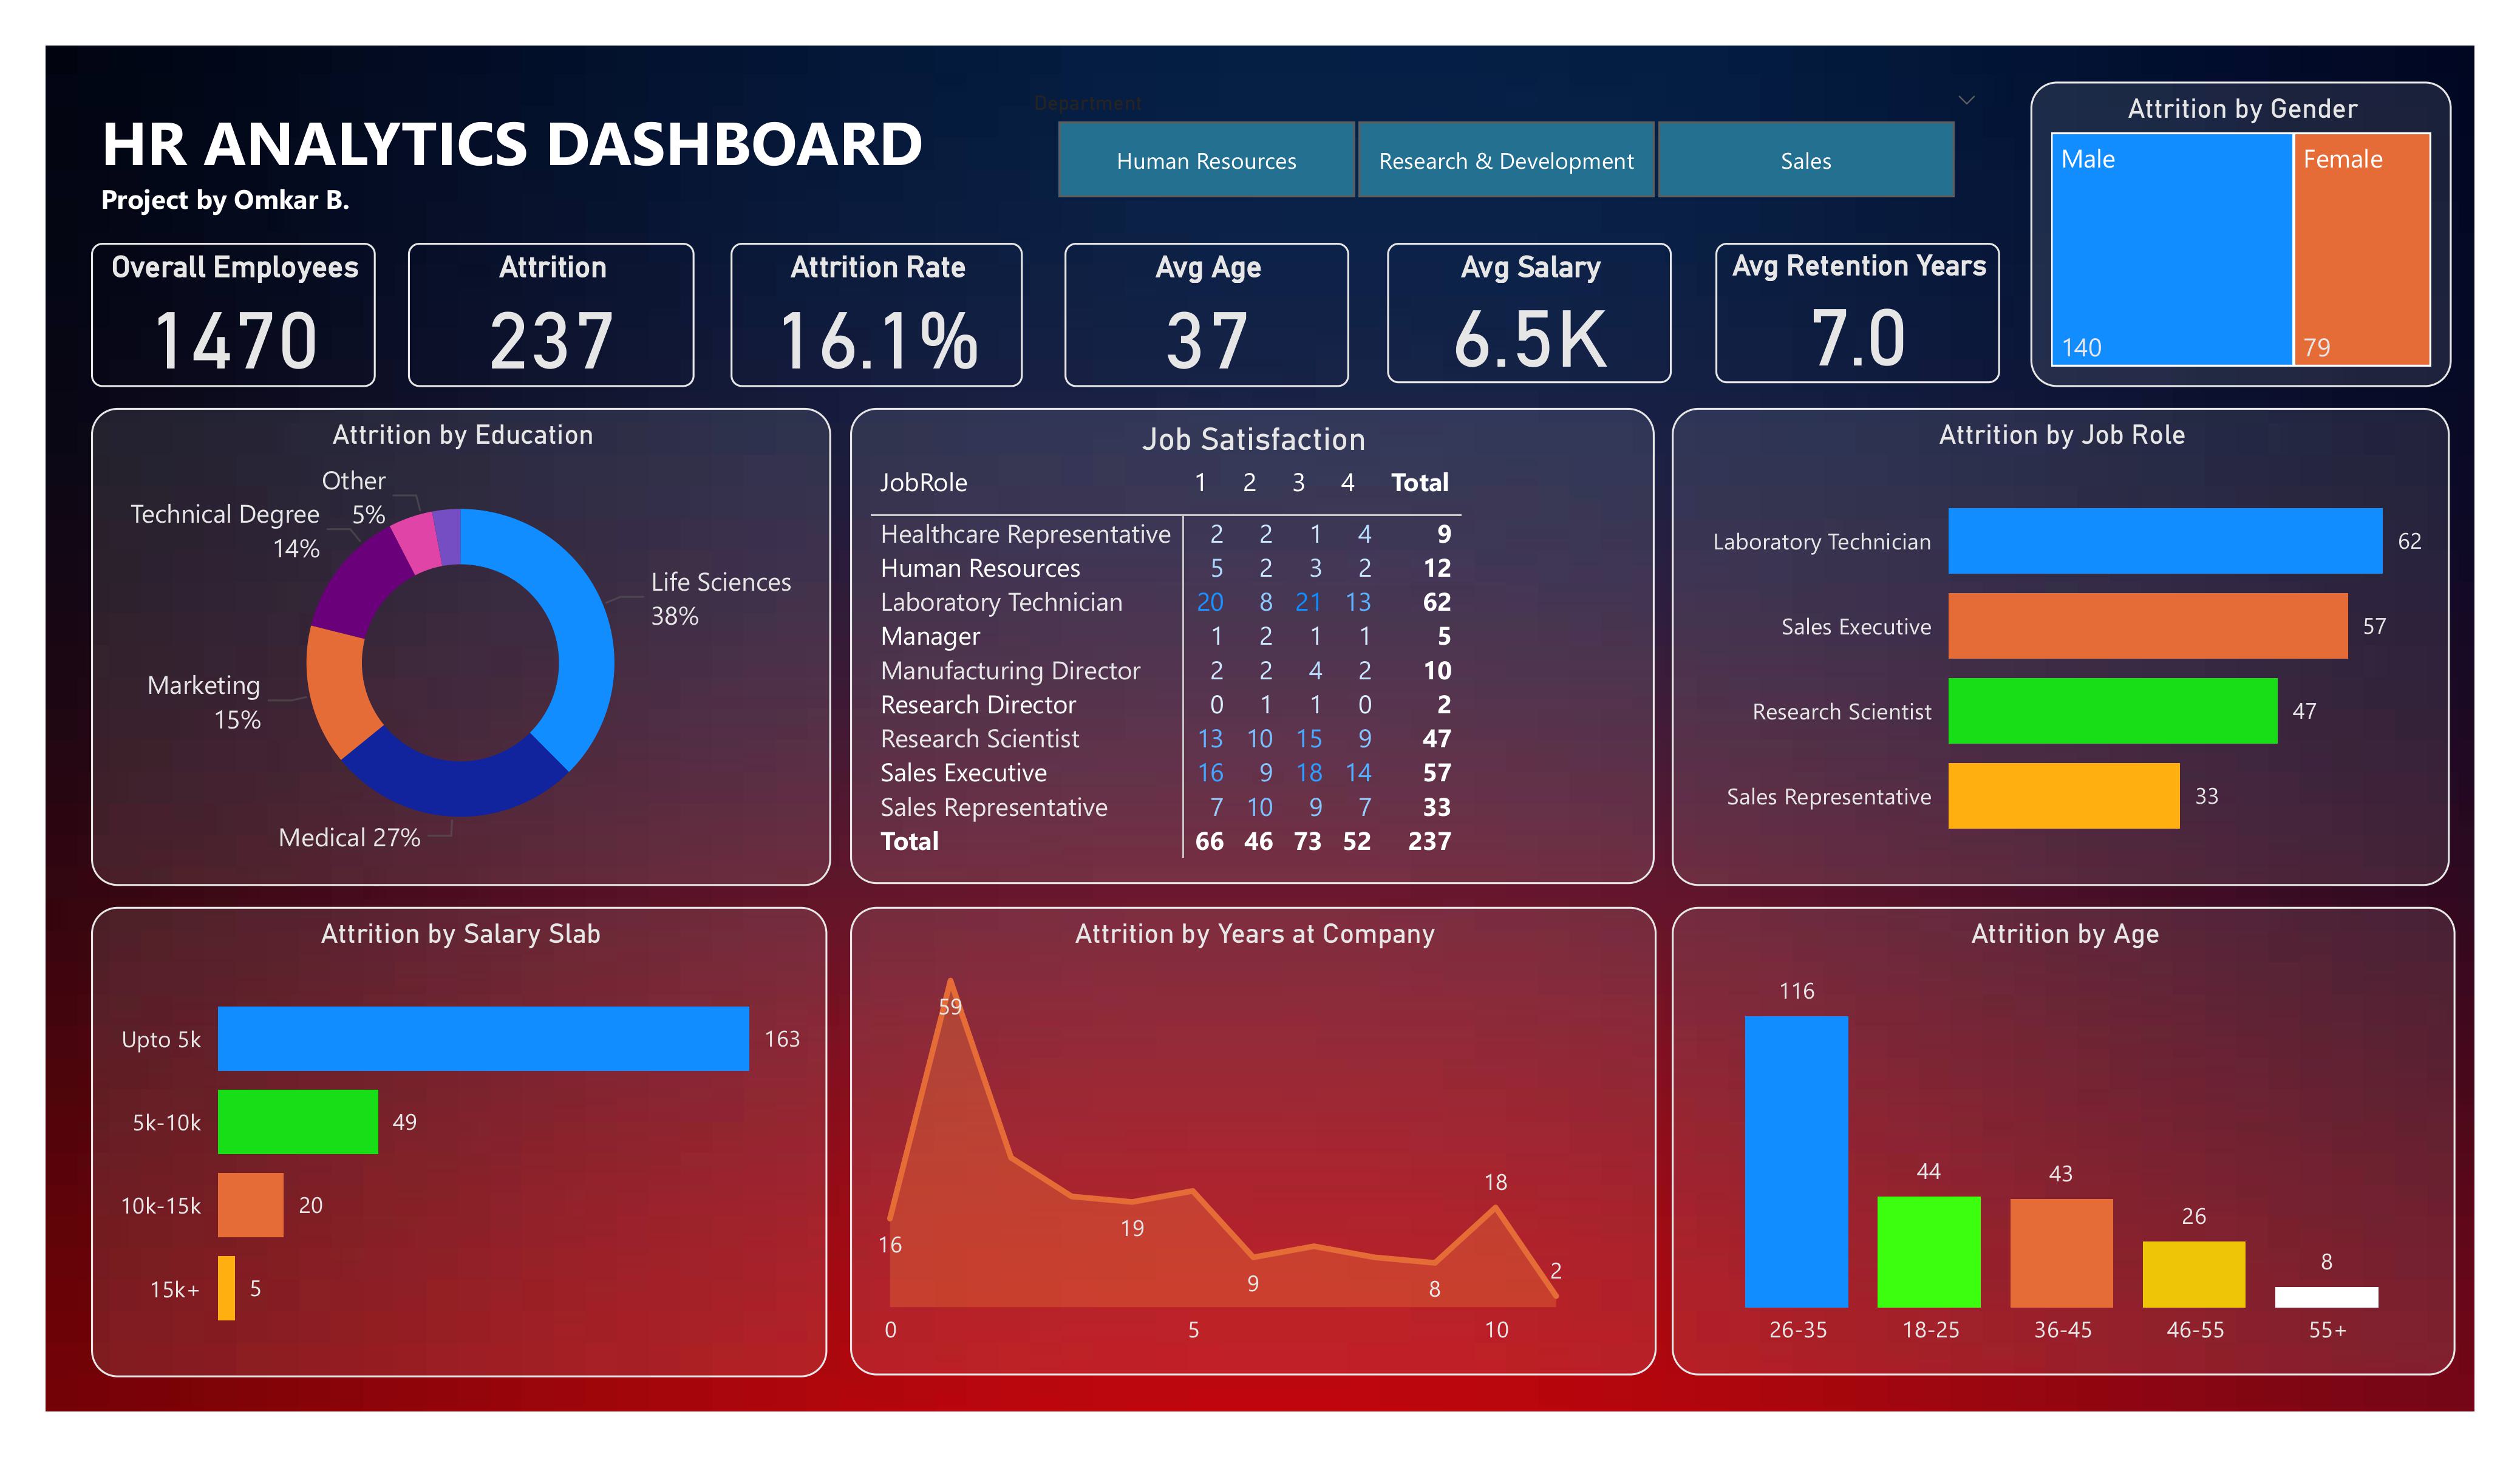 Department
HR ANALYTICS DASHBOARD
Project by Omkar B.
Human Resources
Research & Development
Sales
Attrition by Gender
Male
Female
140
79
Overall Employees
1470
Attrition
237
Attrition Rate
16.1%
Avg Age
37
Avg Salary
6.5K
Avg Retention Years
7.0
Attrition by Education
Other
5%
Technical Degree
14%
Life Sciences
38%
Marketing
15%
Medical 27%
Job Satisfaction
JobRole 1 2 3 4 Total
Healthcare Representative 2 2 1 4 9
Human Resources 5 2 3 2 12
Laboratory Technician 20 8 21 13 62
Manager 1 2 1 1 5
Manufacturing Director 2 2 4 2 10
Research Director 0 1 1 0 2
Research Scientist 13 10 15 9 47
Sales Executive 16 9 18 14 57
Sales Representative 7 10 9 7 33
Total 66 46 73 52 237
Attrition by Job Role
Laboratory Technician 62
Sales Executive 57
Research Scientist 47
Sales Representative 33
Attrition by Salary Slab
Upto 5k 163
5k-10k 49
10k-15k 20
15k+ 5
Attrition by Years at Company
59
18
19
16
2
9
8
0 5 10
Attrition by Age
116
44
43
26
8
26-35 18-25 36-45 46-55 55+